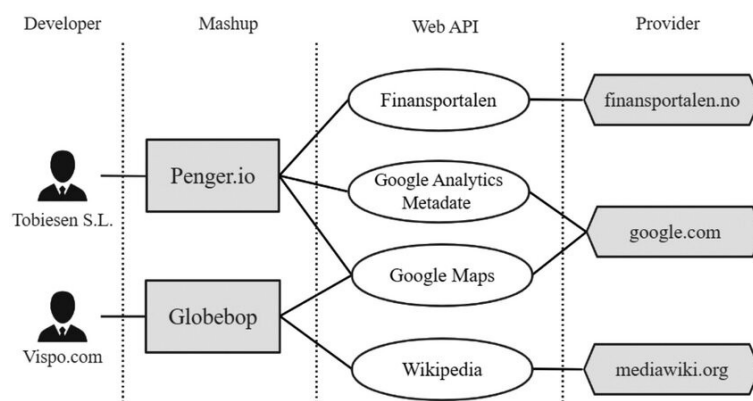 Developer
Mashup
Web API
Provider
Finansportalen
finansportalen.no
Penger.io
Google Analytics
Metadate
Tobiesen S.L.
google.com
Google Maps
Globebop
Vispo.com
Wikipedia
mediawiki.org